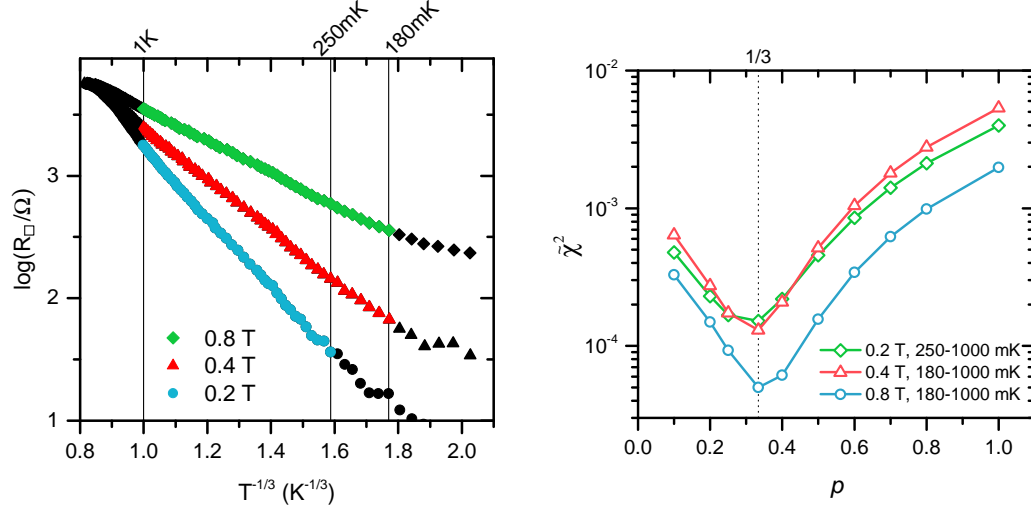 1K
250mK
180mK
3
2
1
log(R□/Ω)
0.8 T
0.4 T
0.2 T
0.8
1.0
1.2
1.4
1.6
1.8
2.0
T-1/3 (K-1/3)
1/3
10-2
10-3
10-4
χ̃2
0.2 T, 250-1000 mK
0.4 T, 180-1000 mK
0.8 T, 180-1000 mK
0.0
0.2
0.4
0.6
0.8
1.0
p